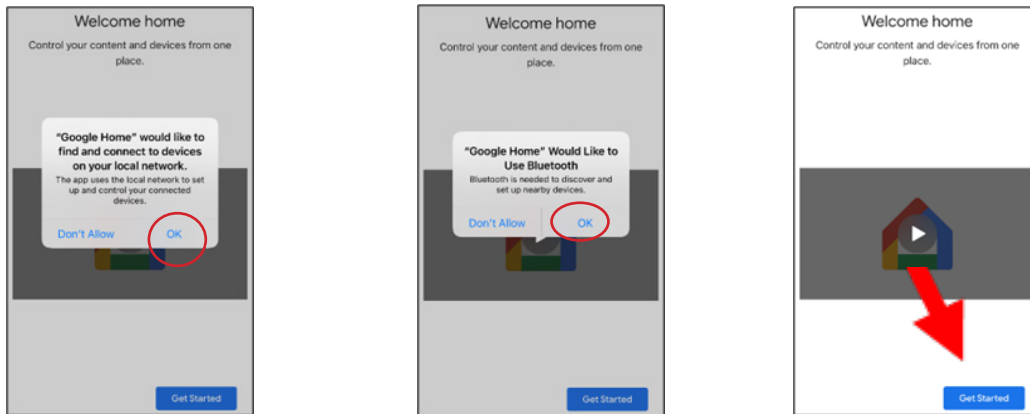 Welcome home
Control your content and devices from one
place.
“Google Home” would like to
find and connect to devices
on your local network.
The app uses the local network to set
up and control your connected
devices.
Don't Allow
OK
Get Started
Welcome home
Control your content and devices from one
place.
“Google Home” Would Like to
Use Bluetooth
Bluetooth is needed to discover and
set up nearby devices.
Don't Allow
OK
Get Started
Welcome home
Control your content and devices from one
place.
Get Started